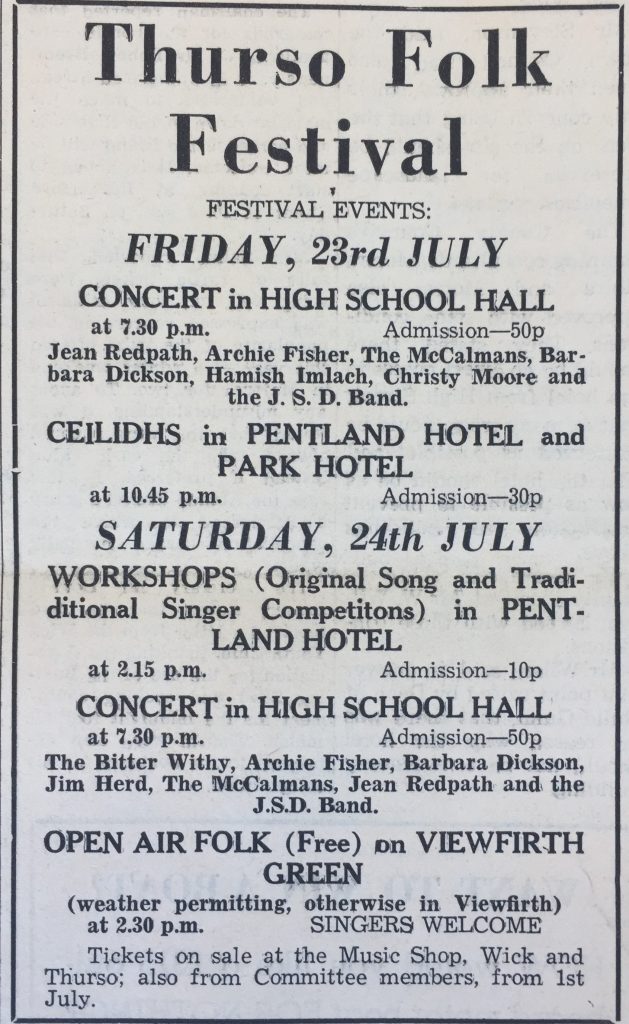 Thurso Folk
Festival
FESTIVAL EVENTS:
FRIDAY, 23rd JULY
CONCERT in HIGH SCHOOL HALL
at 7.30 p.m. Admission—50p
Jean Redpath, Archie Fisher, The McCalmans, Bar-
bara Dickson, Hamish Imlach, Christy Moore and
the J. S. D. Band.
CEILIDHS in PENTLAND HOTEL and
PARK HOTEL
at 10.45 p.m. Admission—30p
SATURDAY, 24th JULY
WORKSHOPS (Original Song and Tradi-
ditional Singer Competitons) in PENT-
LAND HOTEL
at 2.15 p.m. Admission—10p
CONCERT in HIGH SCHOOL HALL
at 7.30 p.m. Admission—50p
The Bitter Withy, Archie Fisher, Barbara Dickson,
Jim Herd, The McCalmans, Jean Redpath and the
J.S.D. Band.
OPEN AIR FOLK (Free) on VIEWFIRTH
GREEN
(weather permitting, otherwise in Viewfirth)
at 2.30 p.m. SINGERS WELCOME
Tickets on sale at the Music Shop, Wick and
Thurso; also from Committee members, from 1st
July.